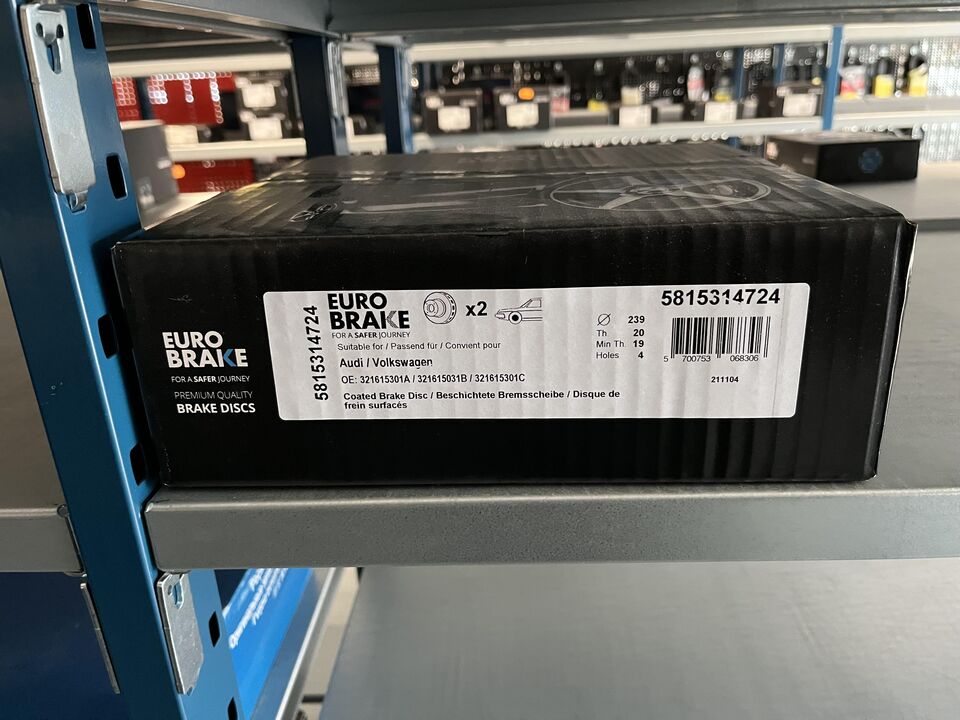 EURO
BRAKE
FOR A SAFER JOURNEY
PREMIUM QUALITY
BRAKE DISCS
5815314724
EURO
BRAKE
FOR A SAFER JOURNEY
x2
Suitable for / Passend für / Convient pour
Audi / Volkswagen
OE: 321615301A / 321615031B / 321615301C
Coated Brake Disc / Beschichtete Bremsscheibe / Disque de
frein surfacés
5815314724
239
Th. 20
Min Th. 19
Holes 4
5 700753 068306
211104